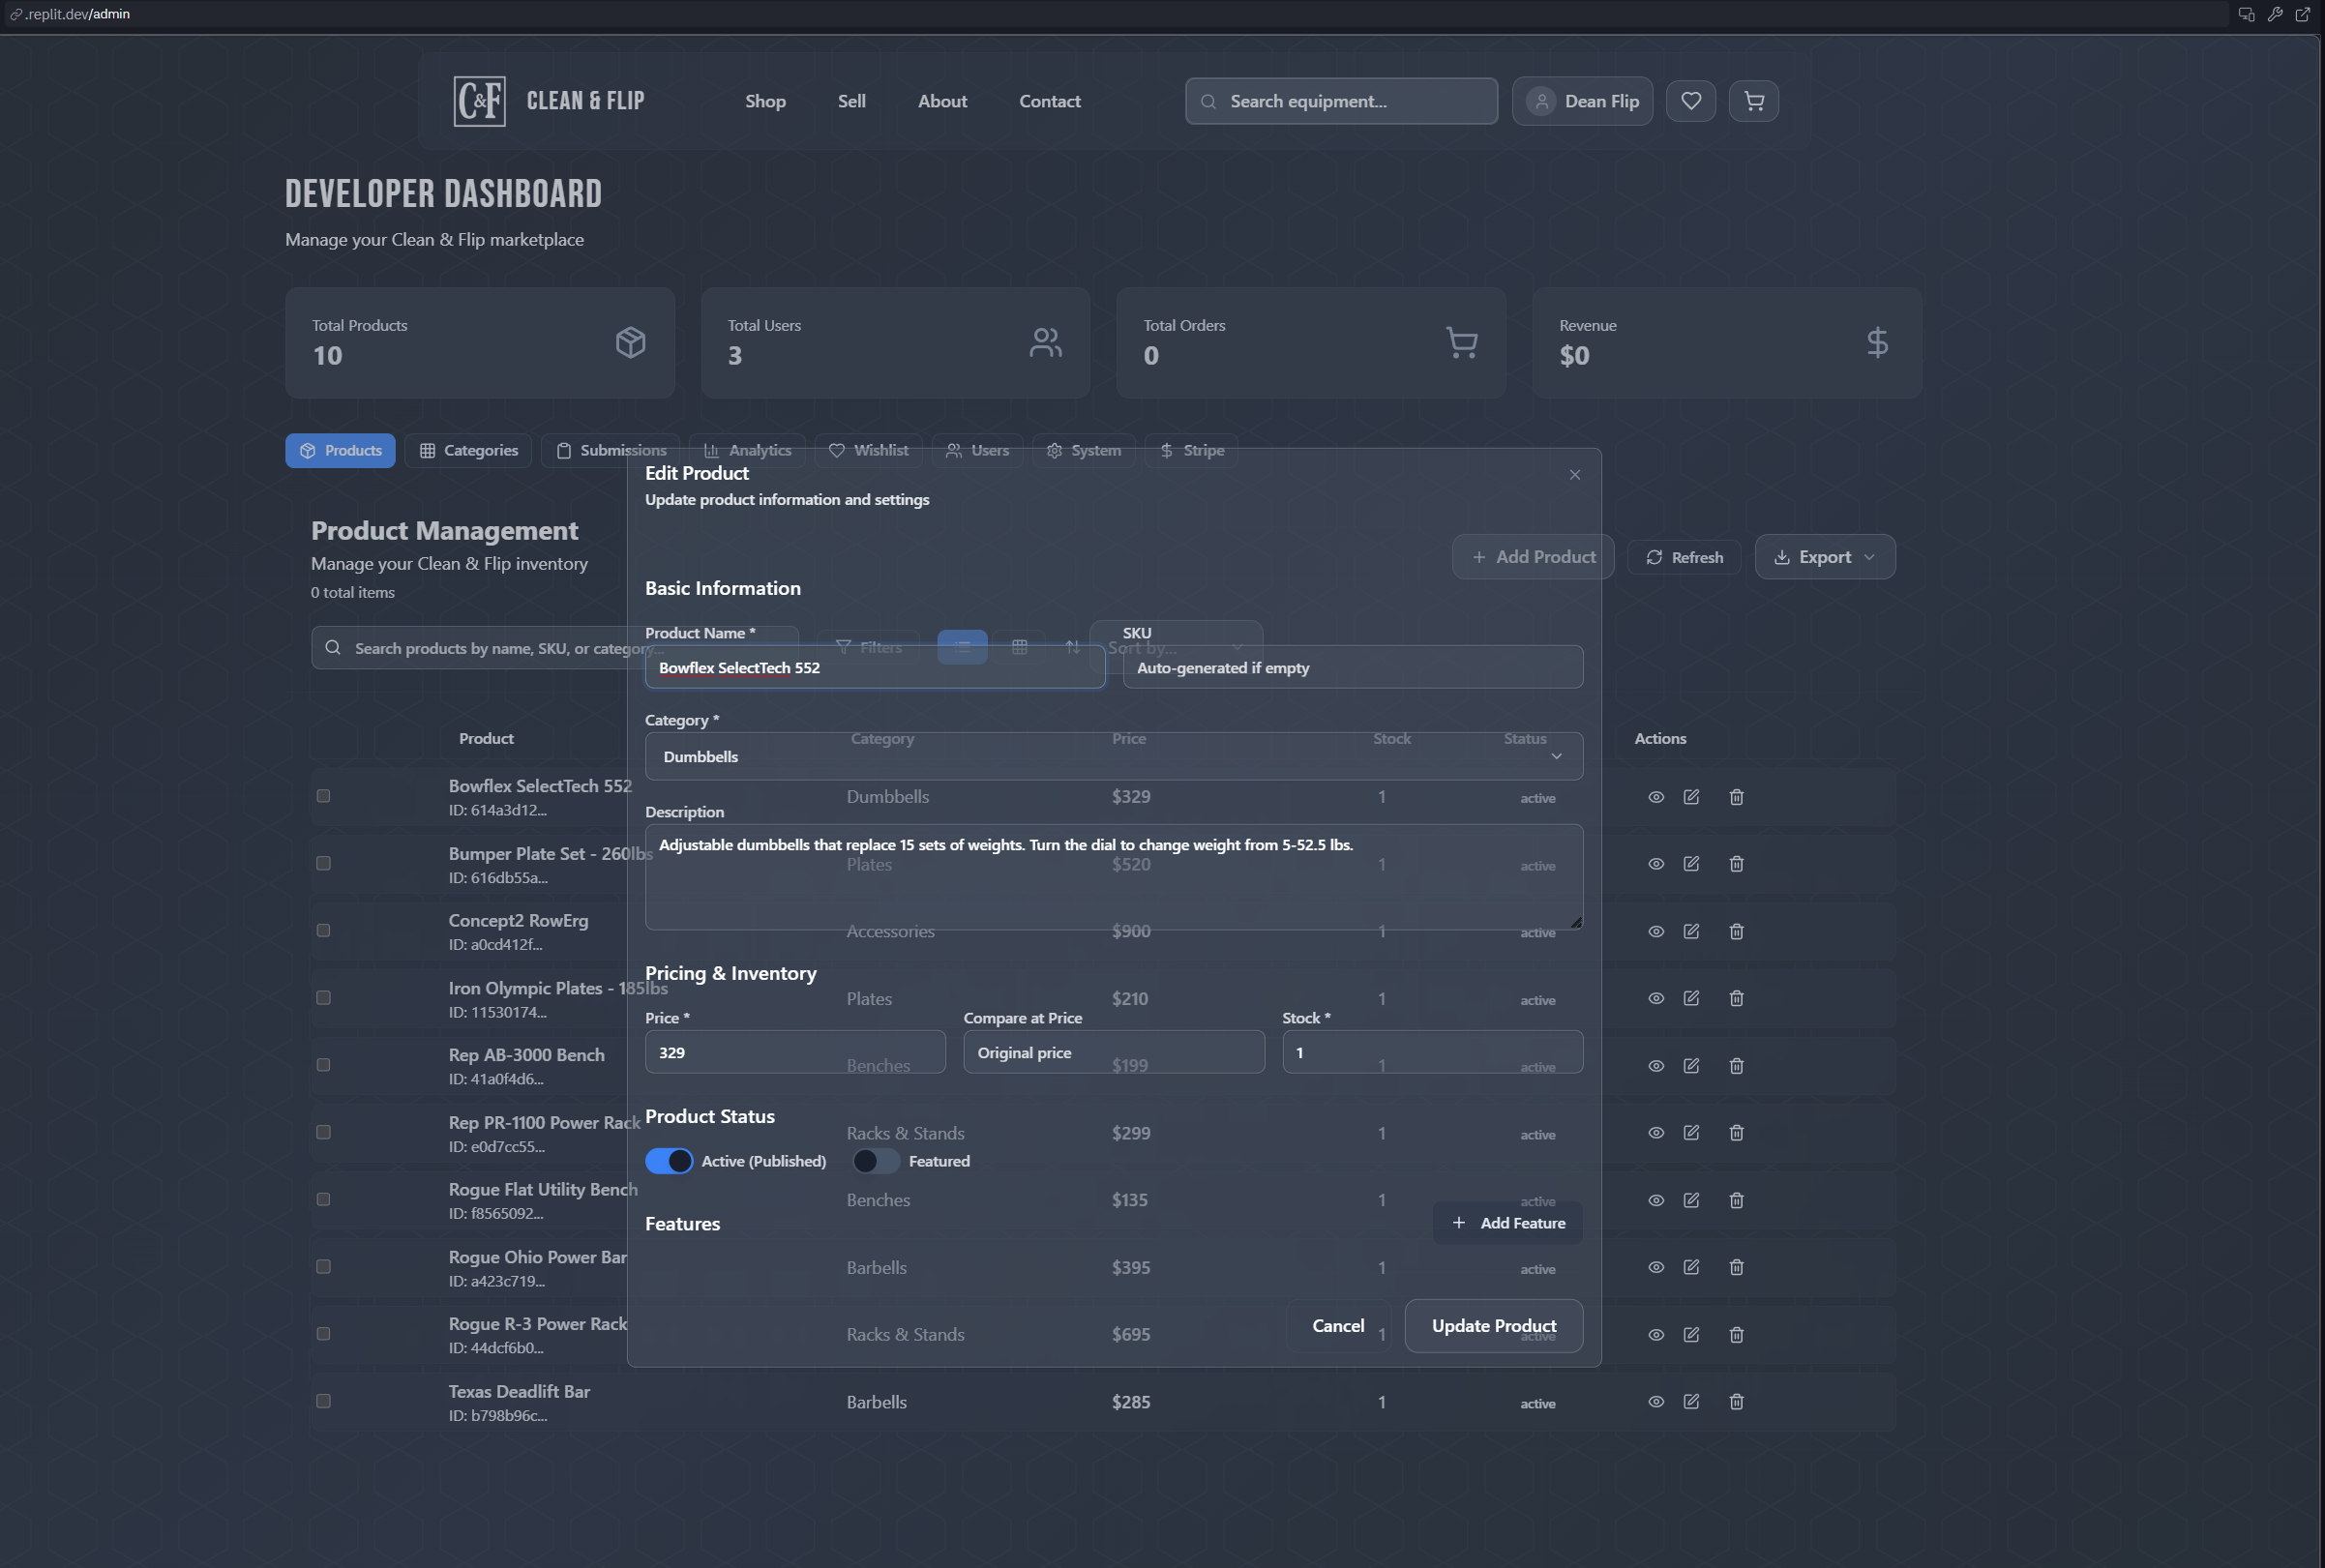 .replit.dev/admin
C&F CLEAN & FLIP Shop Sell About Contact Search equipment... Dean Flip
DEVELOPER DASHBOARD
Manage your Clean & Flip marketplace
Total Products
10
Total Users
3
Total Orders
0
Revenue
$0
Products Categories Submissions Analytics Wishlist Users System Stripe
Product Management
Manage your Clean & Flip inventory
0 total items
Add Product Refresh Export
Search products by name, SKU, or category... Filters Sort by...
Product Category Price Stock Status Actions
Bowflex SelectTech 552 Dumbbells $329 1 active
ID: 614a3d12...
Bumper Plate Set - 260lbs Plates $520 1 active
ID: 616db55a...
Concept2 RowErg Accessories $900 1 active
ID: a0cd412f...
Iron Olympic Plates - 185lbs Plates $210 1 active
ID: 11530174...
Rep AB-3000 Bench Benches $199 1 active
ID: 41a0f4d6...
Rep PR-1100 Power Rack Racks & Stands $299 1 active
ID: e0d7cc55...
Rogue Flat Utility Bench Benches $135 1 active
ID: f8565092...
Rogue Ohio Power Bar Barbells $395 1 active
ID: a423c719...
Rogue R-3 Power Rack Racks & Stands $695 1 active
ID: 44dcf6b0...
Texas Deadlift Bar Barbells $285 1 active
ID: b798b96c...
Edit Product
Update product information and settings
Basic Information
Product Name *
Bowflex SelectTech 552
SKU
Auto-generated if empty
Category *
Dumbbells
Description
Adjustable dumbbells that replace 15 sets of weights. Turn the dial to change weight from 5-52.5 lbs.
Pricing & Inventory
Price *
329
Compare at Price
Original price
Stock *
1
Product Status
Active (Published) Featured
Features Add Feature
Cancel Update Product